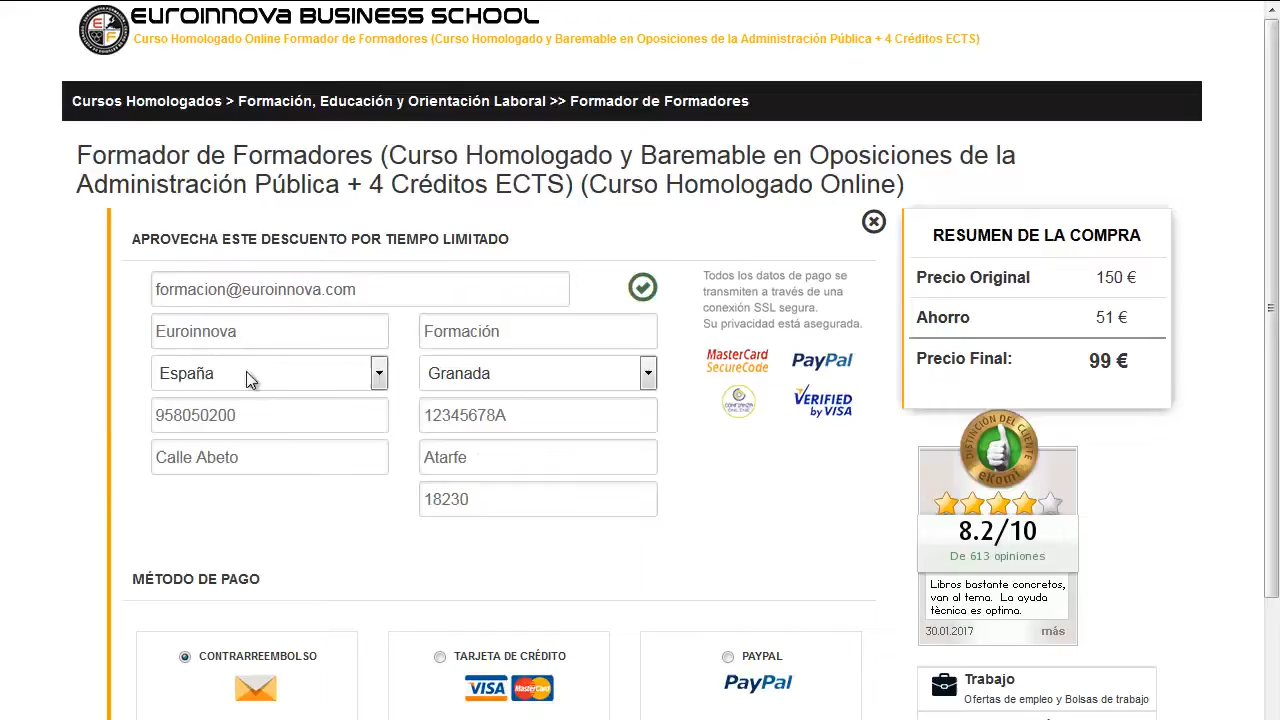 EUROINNOVA BUSINESS SCHOOL
Curso Homologado Online Formador de Formadores (Curso Homologado y Baremable en Oposiciones de la Administración Pública + 4 Créditos ECTS)
Cursos Homologados > Formación, Educación y Orientación Laboral >> Formador de Formadores
Formador de Formadores (Curso Homologado y Baremable en Oposiciones de la
Administración Pública + 4 Créditos ECTS) (Curso Homologado Online)
APROVECHA ESTE DESCUENTO POR TIEMPO LIMITADO
formacion@euroinnova.com
Euroinnova
Formación
España
Granada
958050200
12345678A
Calle Abeto
Atarfe
18230
Todos los datos de pago se
transmiten a través de una
conexión SSL segura.
Su privacidad está asegurada.
MasterCard
SecureCode
PayPal
CONFIANZA
ONLINE
VERIFIED
by VISA
RESUMEN DE LA COMPRA
Precio Original 150 €
Ahorro 51 €
Precio Final: 99 €
DISTINCIÓN DEL CLIENTE
eKomi
8.2/10
De 613 opiniones
Libros bastante concretos,
van al tema. La ayuda
tècnica es optima.
30.01.2017 más
Trabajo
Ofertas de empleo y Bolsas de trabajo
MÉTODO DE PAGO
CONTRARREEMBOLSO
TARJETA DE CRÉDITO
VISA
MasterCard
PAYPAL
PayPal